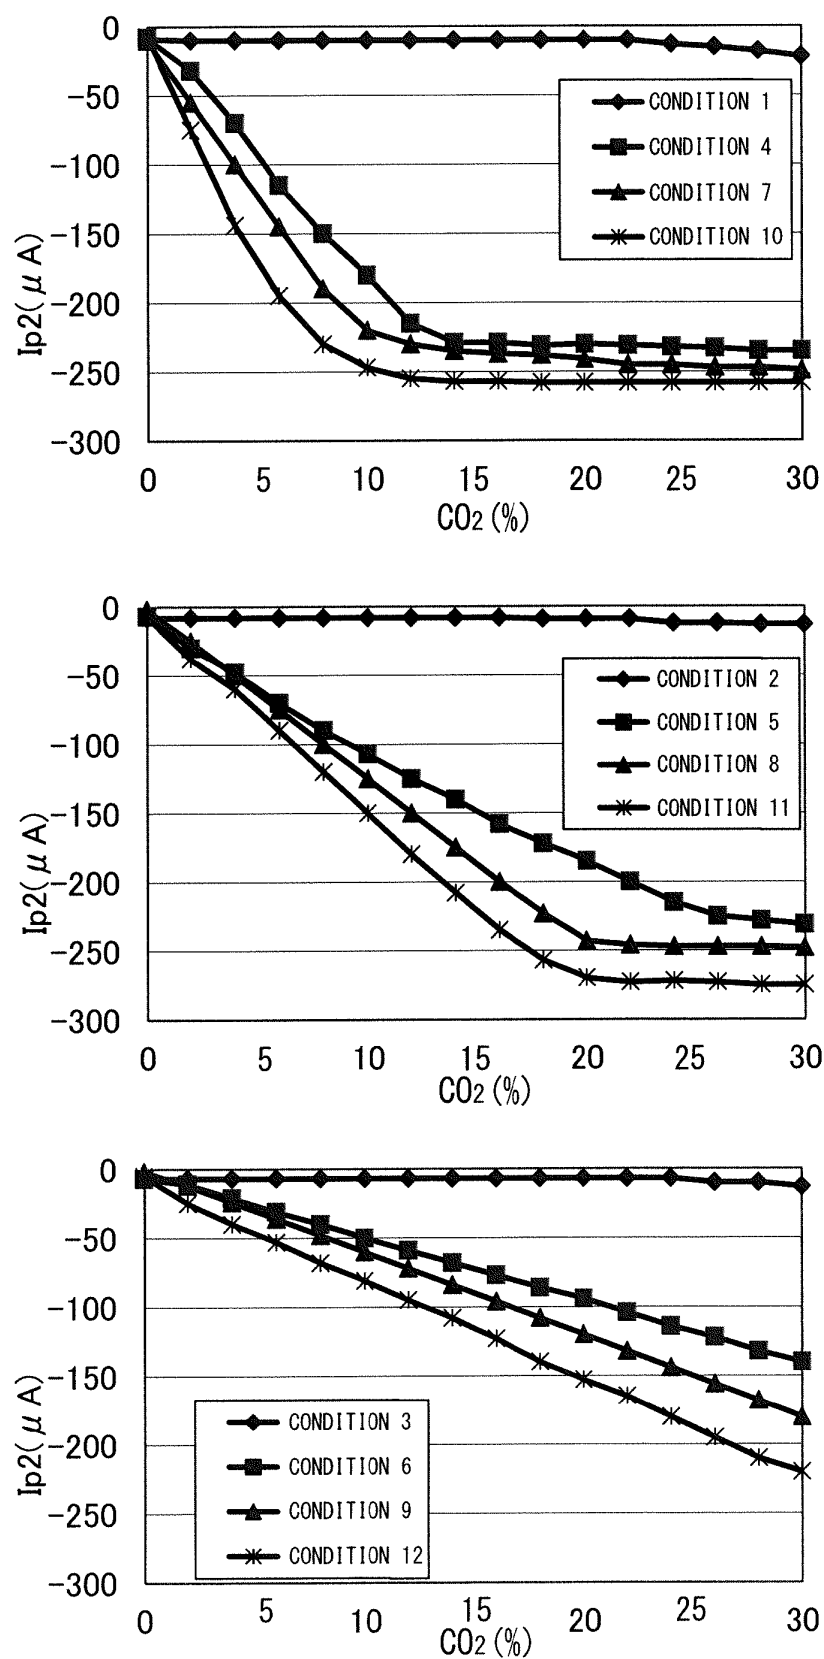 0
-50
-100
-150
-200
-250
-300
Ip2(μA)
CONDITION 1
CONDITION 4
CONDITION 7
CONDITION 10
0 5 10 15 20 25 30
CO2(%)
0
-50
-100
-150
-200
-250
-300
Ip2(μA)
CONDITION 2
CONDITION 5
CONDITION 8
CONDITION 11
0 5 10 15 20 25 30
CO2(%)
0
-50
-100
-150
-200
-250
-300
Ip2(μA)
CONDITION 3
CONDITION 6
CONDITION 9
CONDITION 12
0 5 10 15 20 25 30
CO2(%)